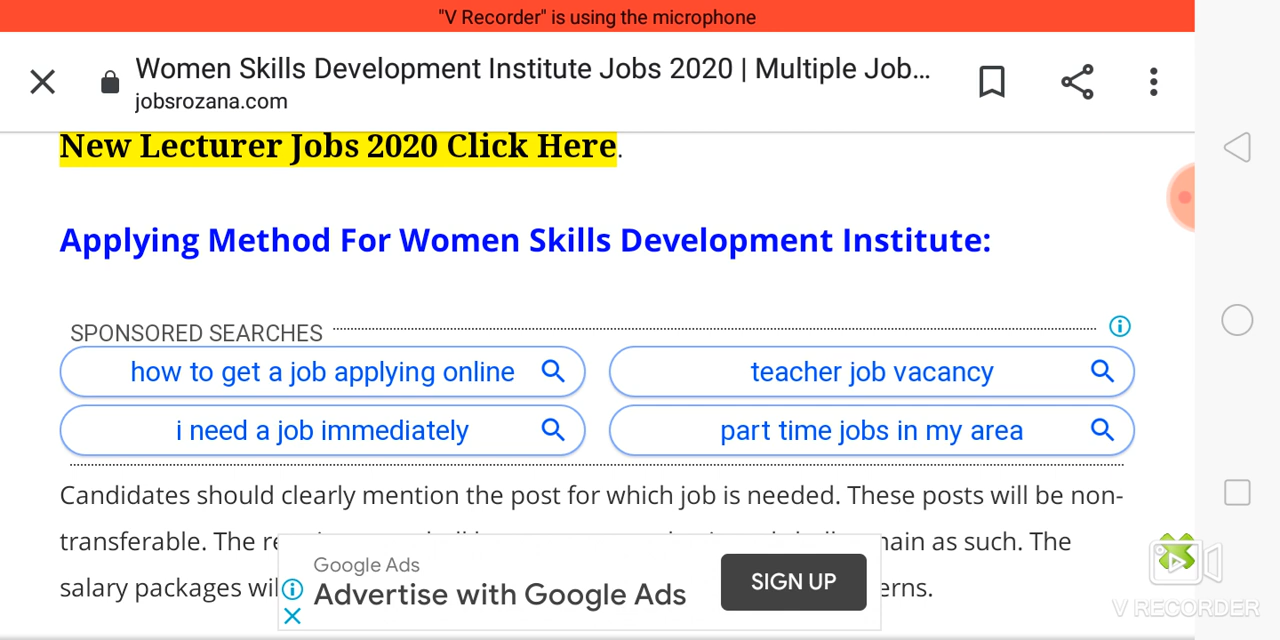 "V Recorder" is using the microphone
Women Skills Development Institute Jobs 2020 | Multiple Job...
jobsrozana.com
New Lecturer Jobs 2020 Click Here.
Applying Method For Women Skills Development Institute:
SPONSORED SEARCHES
how to get a job applying online
teacher job vacancy
i need a job immediately
part time jobs in my area
Candidates should clearly mention the post for which job is needed. These posts will be non-
transferable. The as such. The
salary packages
Google Ads
Advertise with Google Ads
SIGN UP
V RECORDER